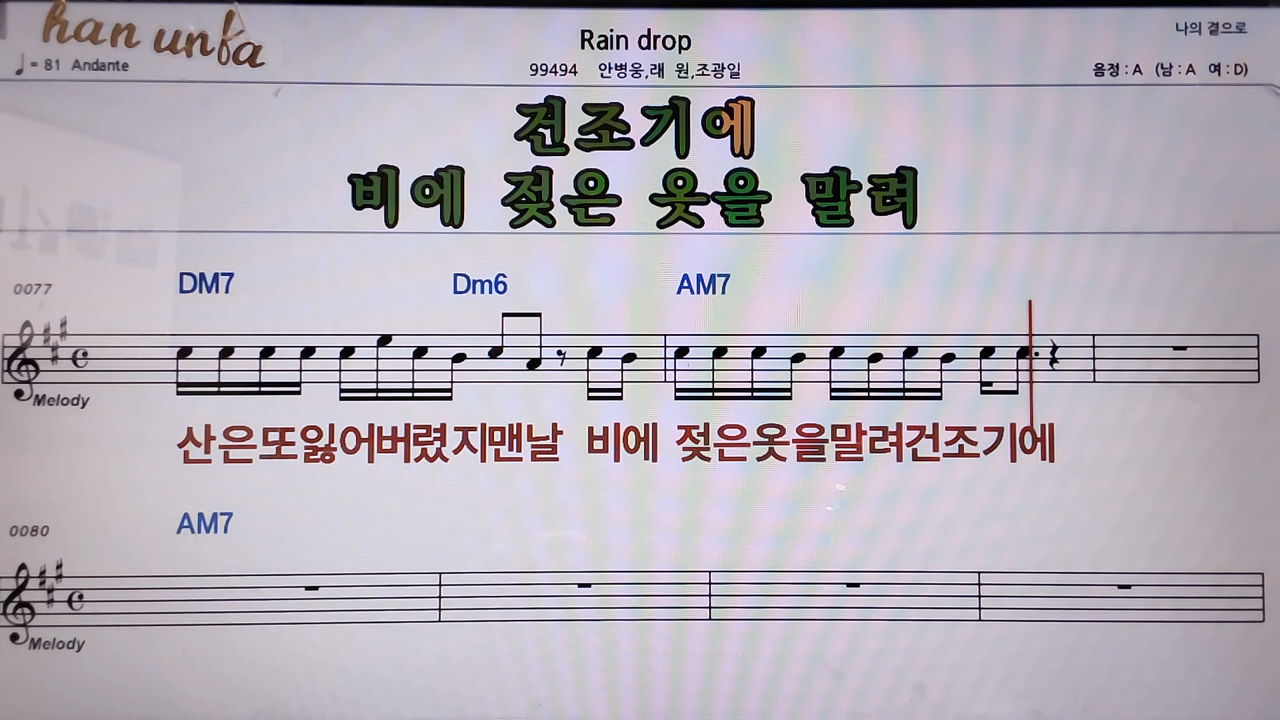 han unba
Rain drop
나의 곁으로
♩= 81 Andante
99494 안병웅,래 원,조광일
음정 : A (남 : A 여 : D)
건조기에
비에 젖은 옷을 말려
0077
DM7 Dm6 AM7
Melody
산은또잃어버렸지맨날 비에 젖은옷을말려건조기에
0080
AM7
Melody